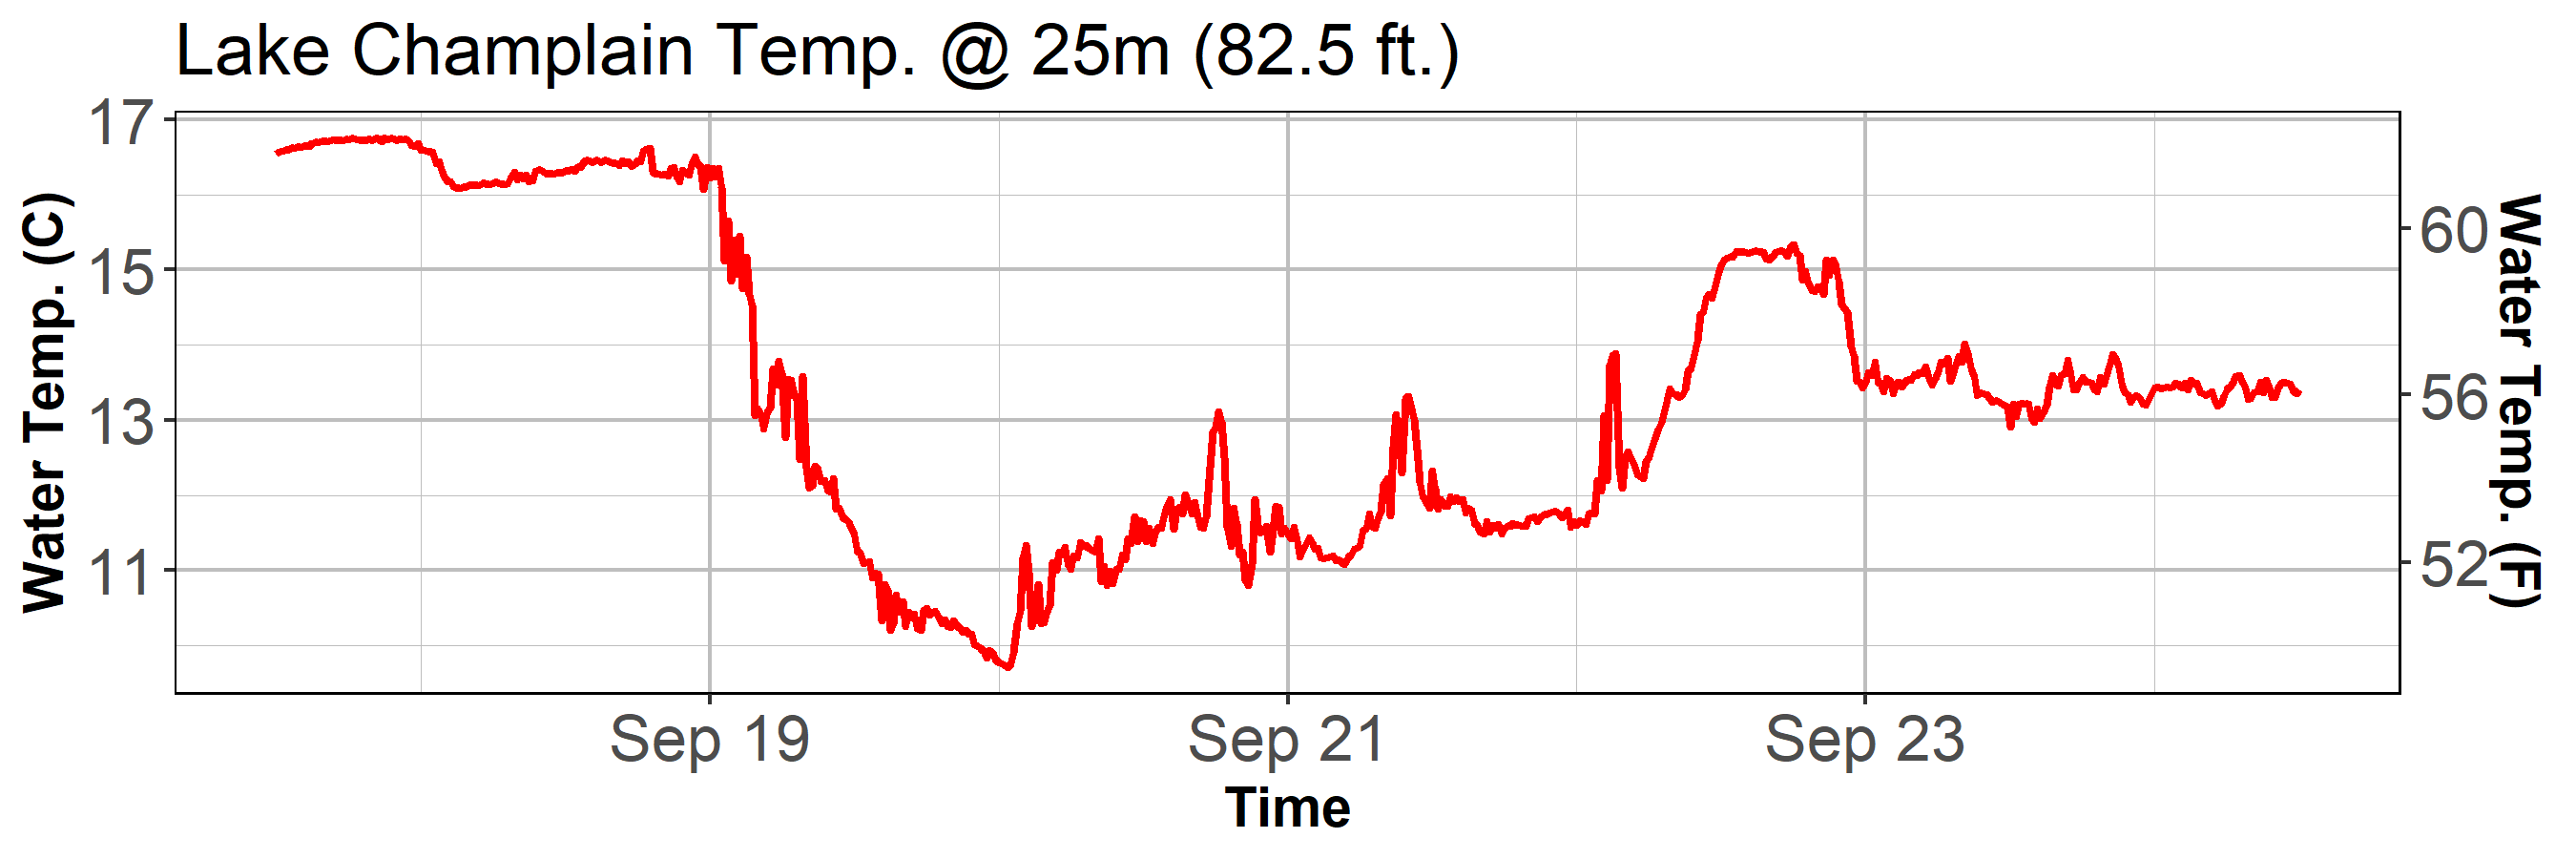 Lake Champlain Temp. @ 25m (82.5 ft.)
Water Temp. (C)
17
15
13
11
60
56
52
Water Temp. (F)
Sep 19
Sep 21
Sep 23
Time